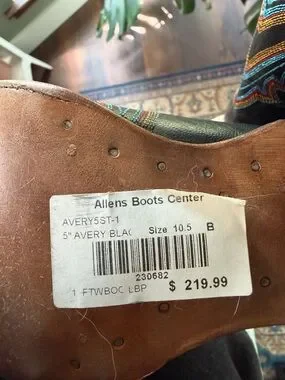 Allens Boots Center
AVERY5ST-1
5" AVERY BLAC Size 10.5 B
230682
1-FTWBOC LBP $ 219.99